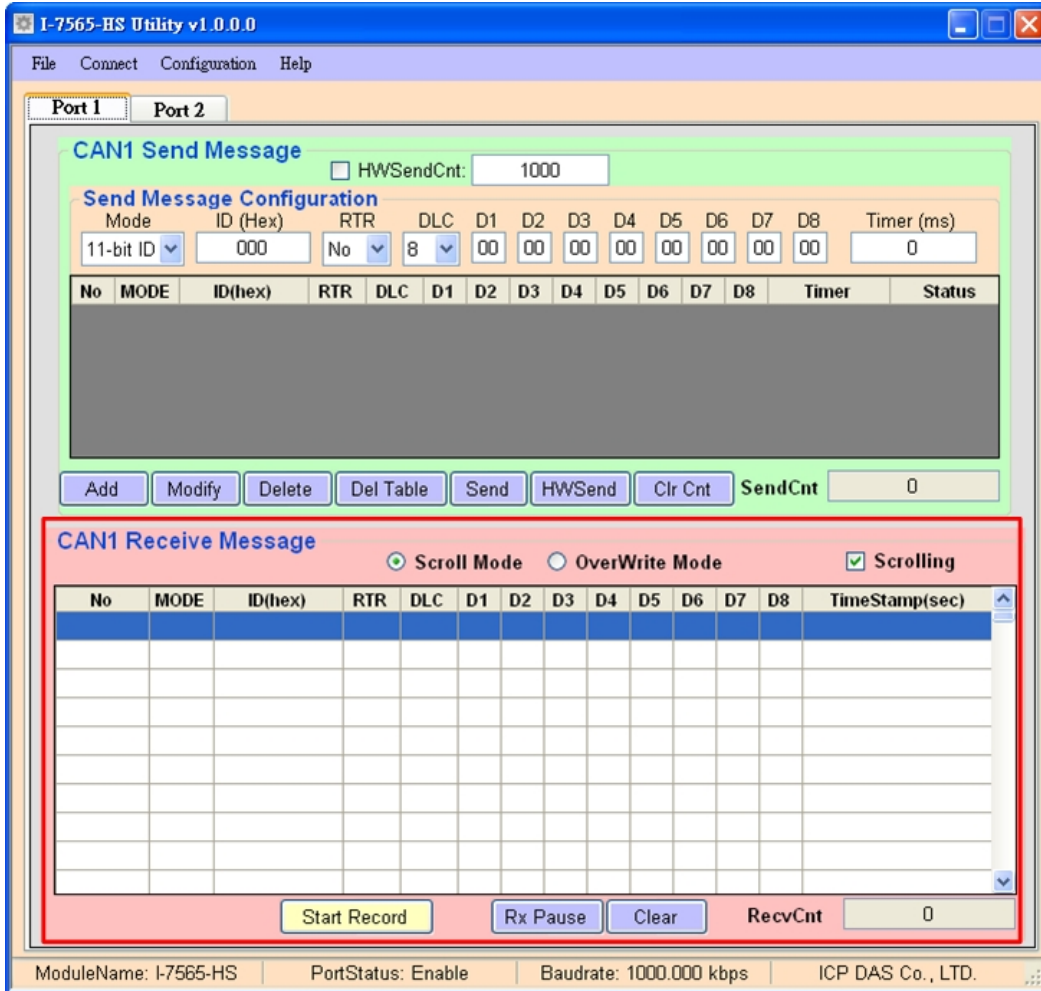 I-7565-HS Utility v1.0.0.0
File Connect Configuration Help
Port 1 Port 2
CAN1 Send Message
HWSendCnt: 1000
Send Message Configuration
Mode ID (Hex) RTR DLC D1 D2 D3 D4 D5 D6 D7 D8 Timer (ms)
11-bit ID 000 No 8 00 00 00 00 00 00 00 00 0
No MODE ID(hex) RTR DLC D1 D2 D3 D4 D5 D6 D7 D8 Timer Status
Add Modify Delete Del Table Send HWSend Clr Cnt SendCnt 0
CAN1 Receive Message
Scroll Mode OverWrite Mode Scrolling
No MODE ID(hex) RTR DLC D1 D2 D3 D4 D5 D6 D7 D8 TimeStamp(sec)
Start Record Rx Pause Clear RecvCnt 0
ModuleName: I-7565-HS PortStatus: Enable Baudrate: 1000.000 kbps ICP DAS Co., LTD.